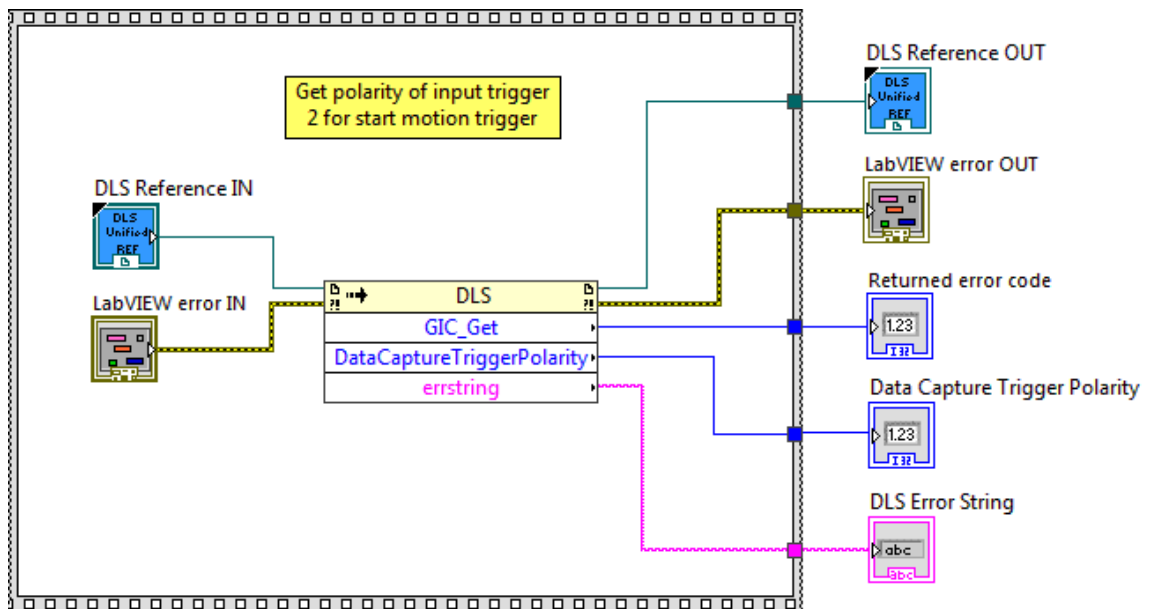 DLS Reference OUT
DLS
Unified
REF
Get polarity of input trigger
2 for start motion trigger
LabVIEW error OUT
DLS Reference IN
DLS
Unified
REF
Returned error code
1.23
I32
LabVIEW error IN
DLS
GIC_Get
DataCaptureTriggerPolarity
errstring
Data Capture Trigger Polarity
1.23
I32
DLS Error String
abc
abc